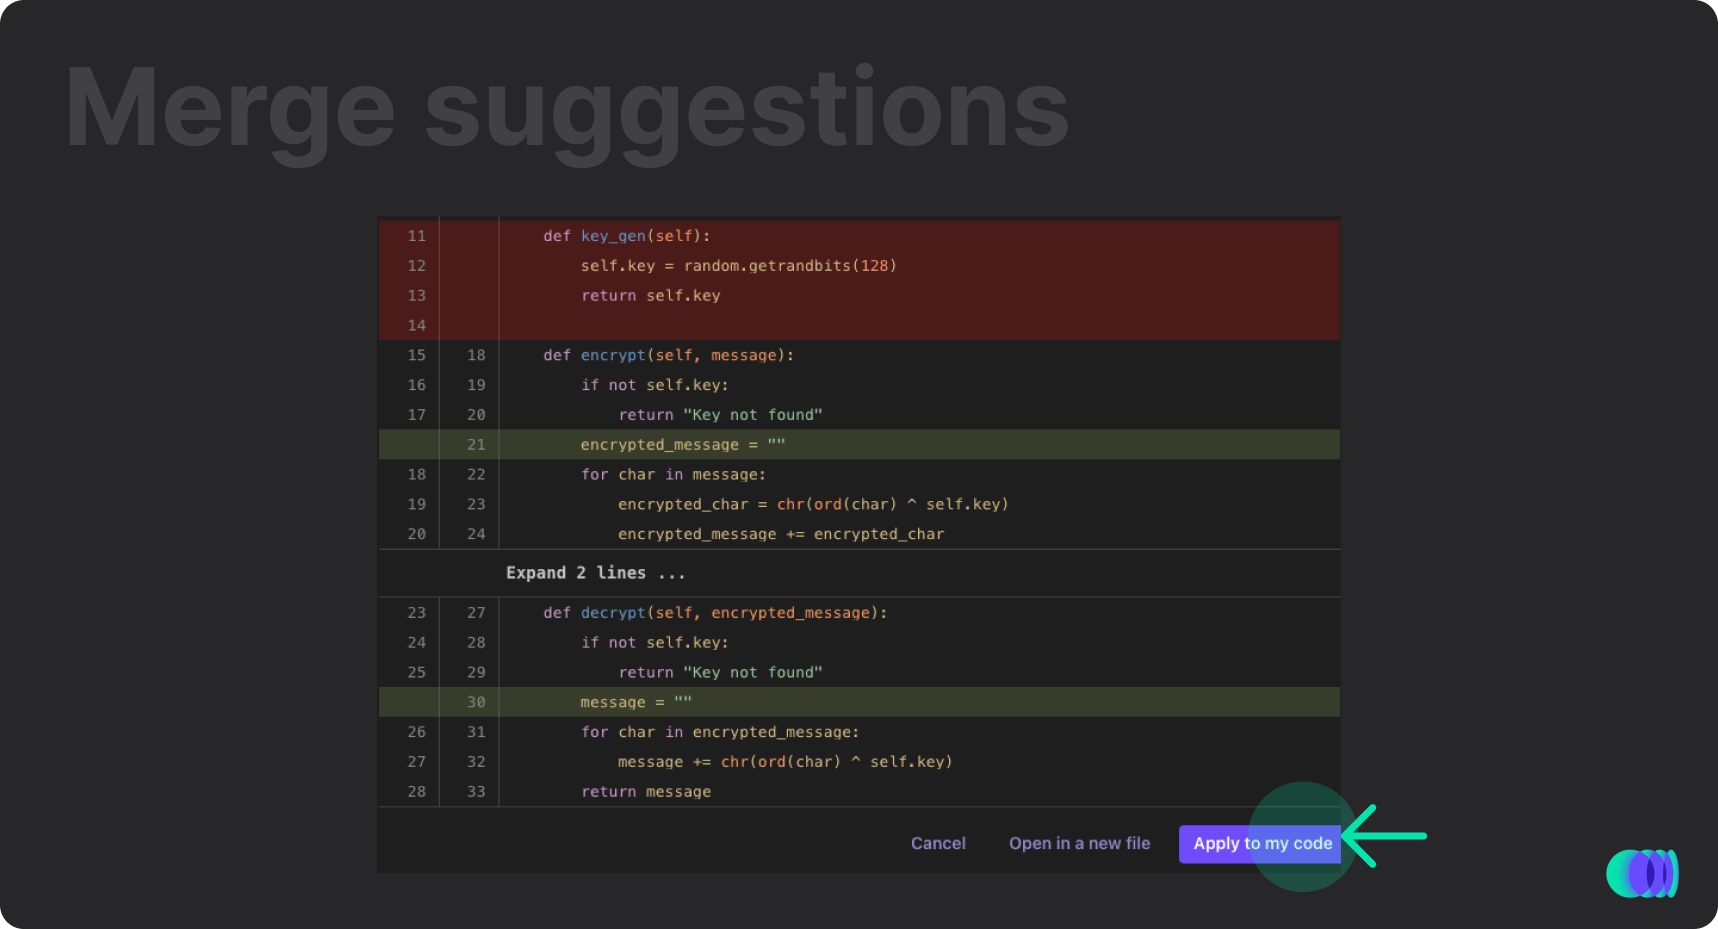 Merge suggestions
11 def key_gen(self):
12 self.key = random.getrandbits(128)
13 return self.key
14
15 18 def encrypt(self, message):
16 19 if not self.key:
17 20 return "Key not found"
21 encrypted_message = ""
18 22 for char in message:
19 23 encrypted_char = chr(ord(char) ^ self.key)
20 24 encrypted_message += encrypted_char
Expand 2 lines ...
23 27 def decrypt(self, encrypted_message):
24 28 if not self.key:
25 29 return "Key not found"
30 message = ""
26 31 for char in encrypted_message:
27 32 message += chr(ord(char) ^ self.key)
28 33 return message
Cancel Open in a new file Apply to my code